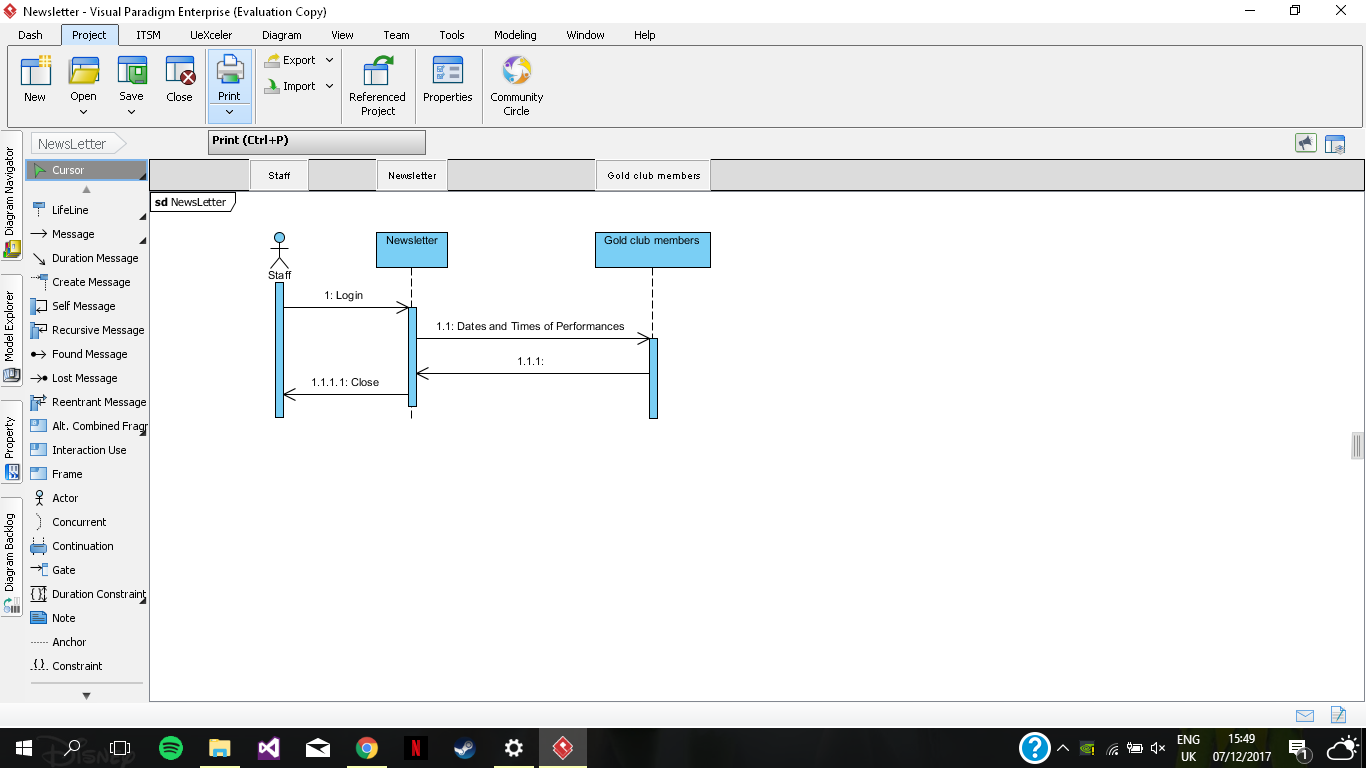 Newsletter - Visual Paradigm Enterprise (Evaluation Copy)
Dash Project ITSM UeXceler Diagram View Team Tools Modeling Window Help
New Open Save Close Print Export Import Referenced Project Properties Community Circle
NewsLetter
Print (Ctrl+P)
Diagram Navigator
Model Explorer
Property
Diagram Backlog
Cursor
LifeLine
Message
Duration Message
Create Message
Self Message
Recursive Message
Found Message
Lost Message
Reentrant Message
Alt. Combined Fragr
Interaction Use
Frame
Actor
Concurrent
Continuation
Gate
Duration Constraint
Note
Anchor
Constraint
Staff Newsletter Gold club members
sd NewsLetter
Newsletter Gold club members
Staff
1: Login
1.1: Dates and Times of Performances
1.1.1:
1.1.1.1: Close
DISNEY
ENG 15:49
UK 07/12/2017
1